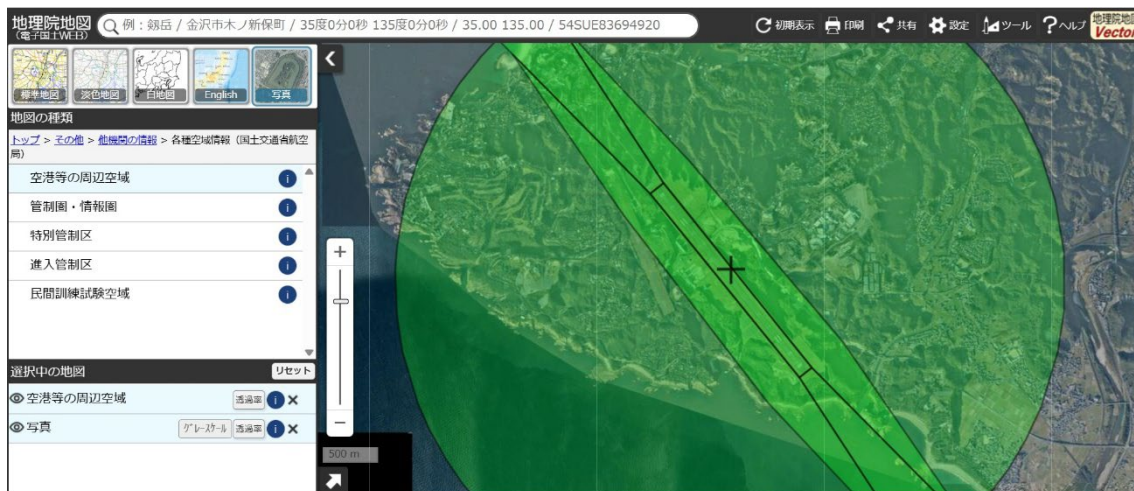 地理院地図
(電子国土WEB)
例：剱岳 / 金沢市木ノ新保町 / 35度0分0秒 135度0分0秒 / 35.00 135.00 / 54SUE83694920
初期表示
印刷
共有
設定
ツール
ヘルプ
地理院地図
Vector
標準地図
淡色地図
白地図
English
写真
地図の種類
トップ > その他 > 他機関の情報 > 各種空域情報（国土交通省航空
局）
空港等の周辺空域
管制圏・情報圏
特別管制区
進入管制区
民間訓練試験空域
選択中の地図
リセット
空港等の周辺空域
透過率
写真
グレースケール
透過率
500 m